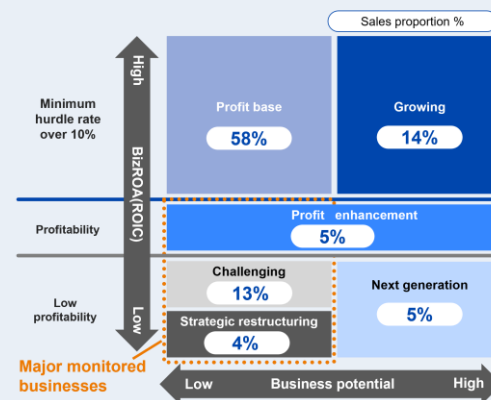 Sales proportion %
High
Minimum
hurdle rate
over 10%
Profit base
58%
Growing
14%
BizROA(ROIC)
Profitability
Profit enhancement
5%
Low
profitability
Challenging
13%
Next generation
5%
Strategic restructuring
4%
Low
Major monitored
businesses
Low Business potential High